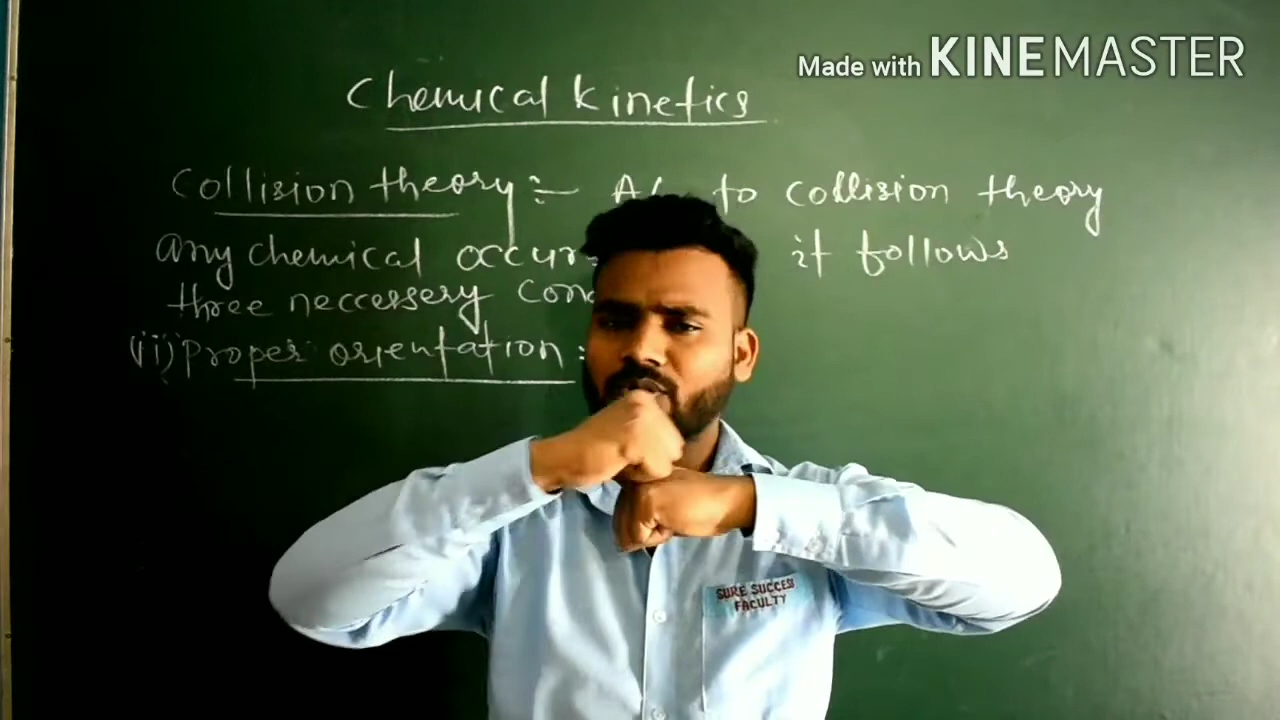 Made with KINEMASTER
Chemical kinetics
Collision theory :- to collision theory
any chemical occur it follows
three neccessery
(ii) Proper orientation :
SURE SUCCESS
FACULTY